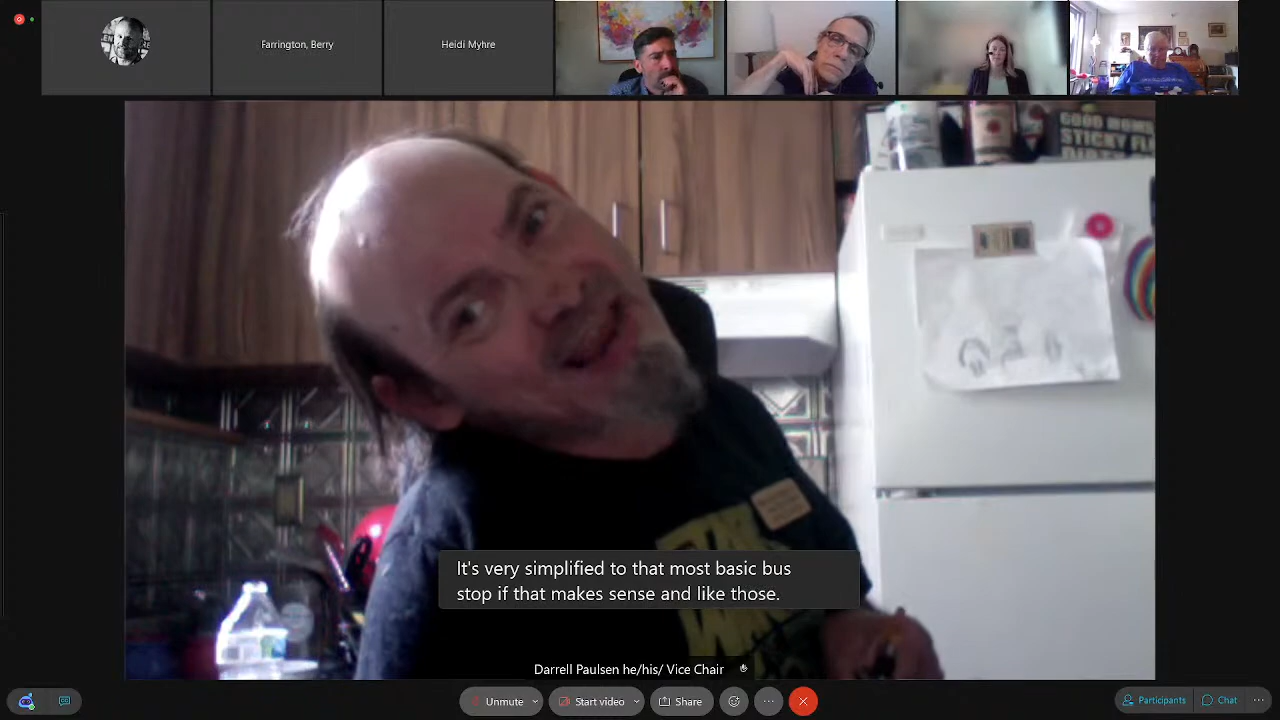 Farrington, Berry
Heidi Myhre
It's very simplified to that most basic bus
stop if that makes sense and like those.
Darrell Paulsen he/his/ Vice Chair
Unmute
Start video
Share
Participants
Chat
STICKY